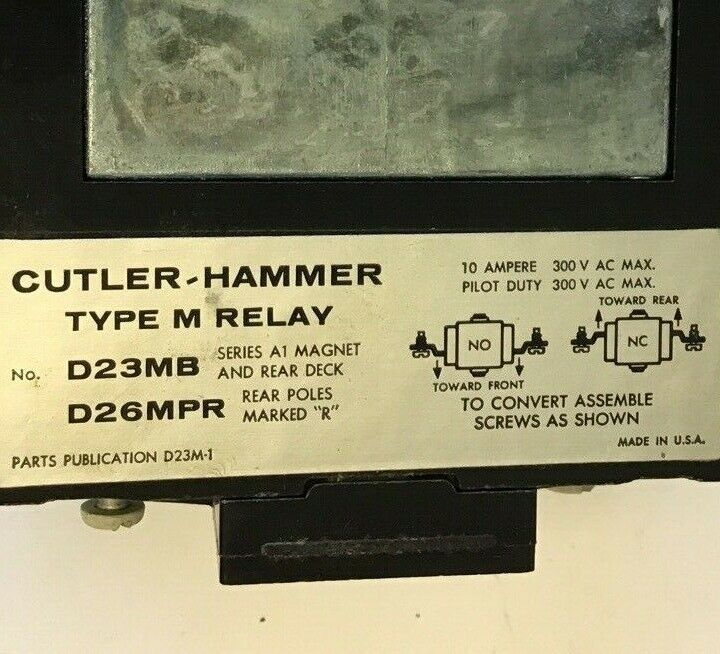 CUTLER-HAMMER
TYPE M RELAY
No. D23MB SERIES A1 MAGNET
AND REAR DECK
D26MPR REAR POLES
MARKED "R"
PARTS PUBLICATION D23M-1
10 AMPERE 300 V AC MAX.
PILOT DUTY 300 V AC MAX.
TOWARD REAR
NO
NC
TOWARD FRONT
TO CONVERT ASSEMBLE
SCREWS AS SHOWN
MADE IN U.S.A.